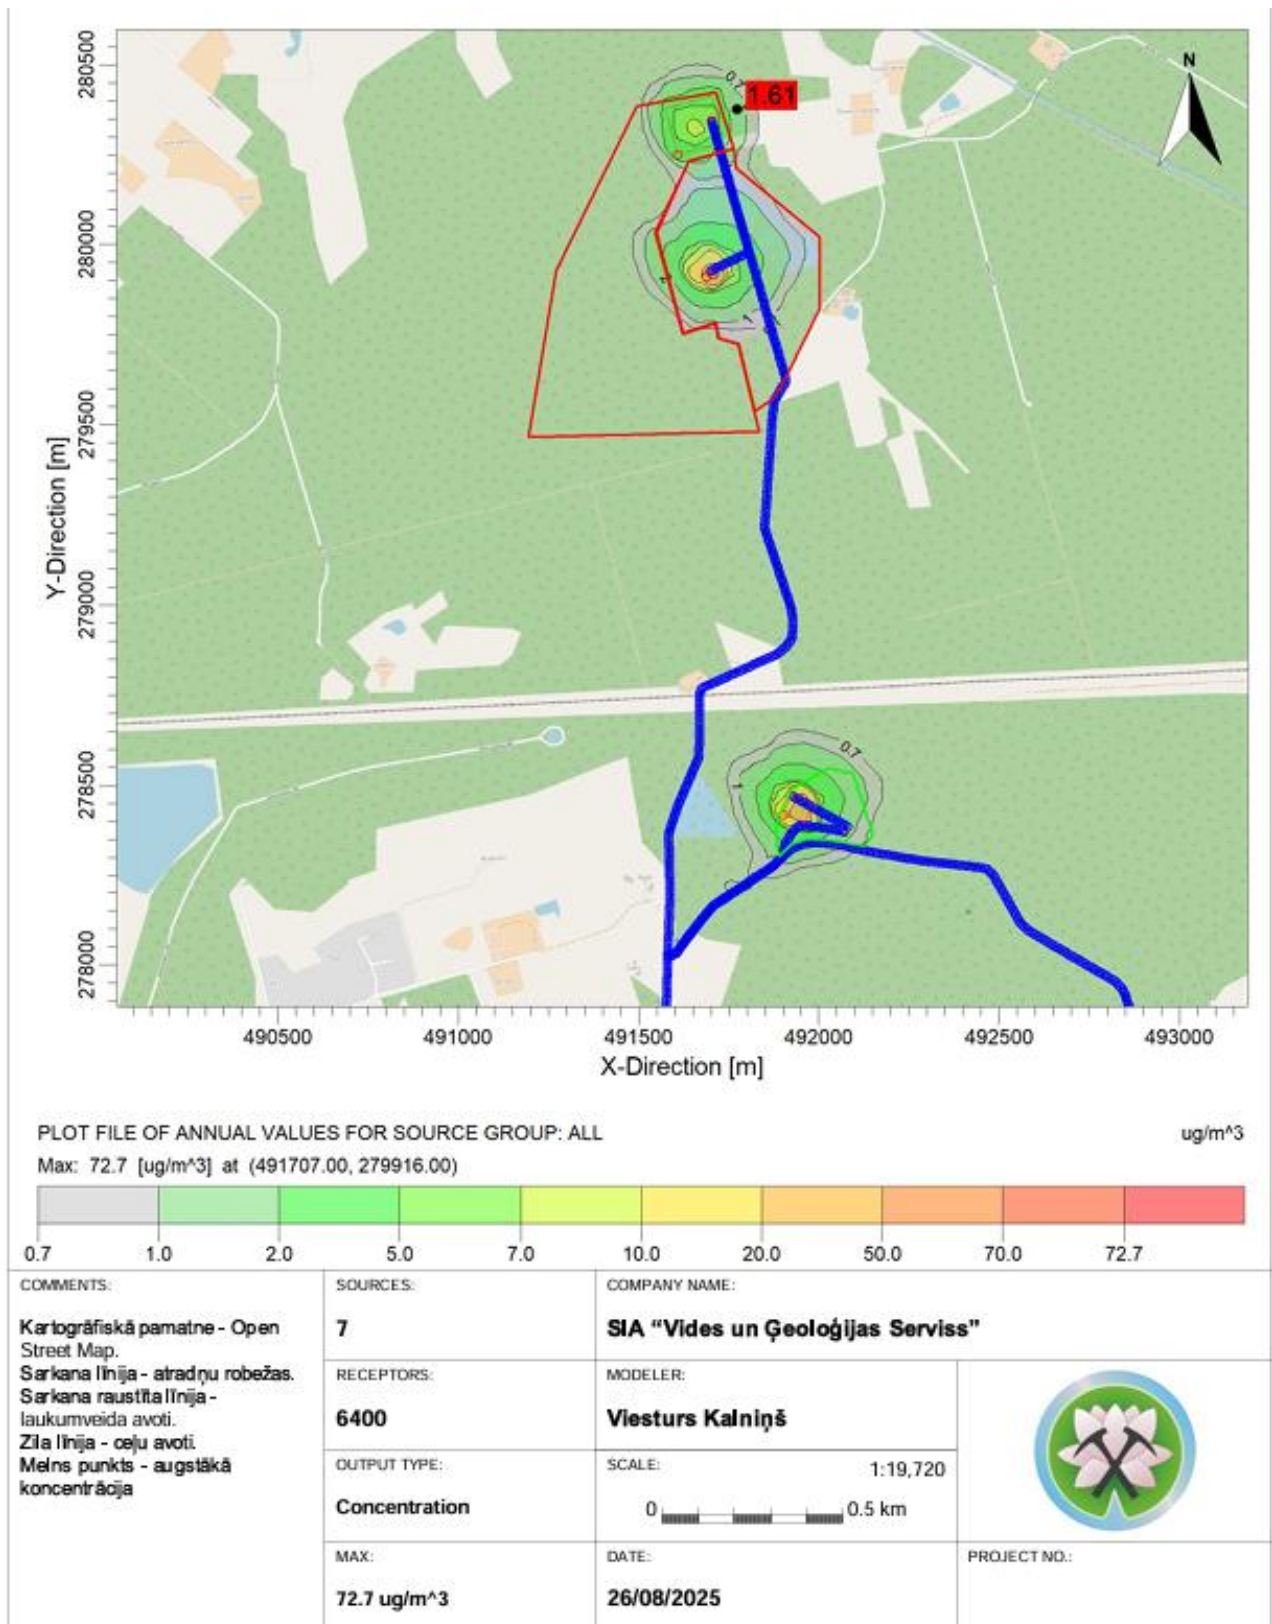 N
0.7
1.61
280500
280000
279500
279000
278500
278000
Y-Direction [m]
2
1
0.7
1
490500 491000 491500 492000 492500 493000
X-Direction [m]
PLOT FILE OF ANNUAL VALUES FOR SOURCE GROUP: ALL
ug/m^3
Max: 72.7 [ug/m^3] at (491707.00, 279916.00)
0.7 1.0 2.0 5.0 7.0 10.0 20.0 50.0 70.0 72.7
COMMENTS:
Kartogrāfiskā pamatne - Open
Street Map.
Sarkana līnija - atradņu robežas.
Sarkana raustīta līnija -
laukumveida avoti.
Zila līnija - ceļu avoti.
Melns punkts - augstākā
koncentrācija
SOURCES:
7
COMPANY NAME:
SIA “Vides un Ģeoloģijas Serviss”
RECEPTORS:
6400
MODELER:
Viesturs Kalniņš
OUTPUT TYPE:
Concentration
SCALE:
1:19,720
0 0.5 km
MAX:
72.7 ug/m^3
DATE:
26/08/2025
PROJECT NO.: